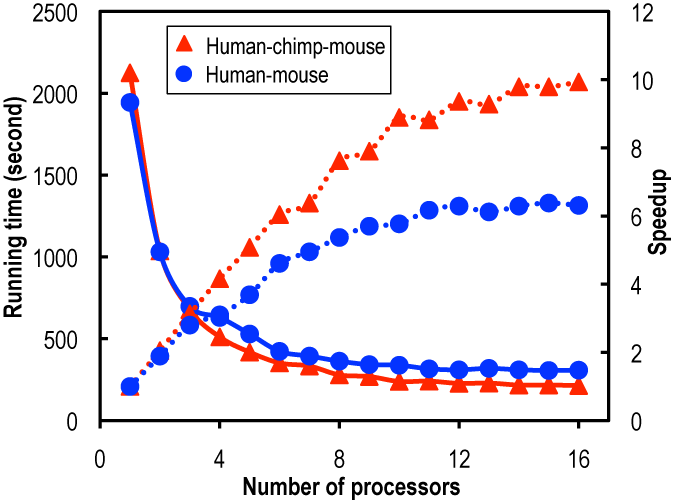 2500
2000
1500
1000
500
0
Running time (second)
Human-chimp-mouse
Human-mouse
12
10
8
6
4
2
0
Speedup
0 4 8 12 16
Number of processors